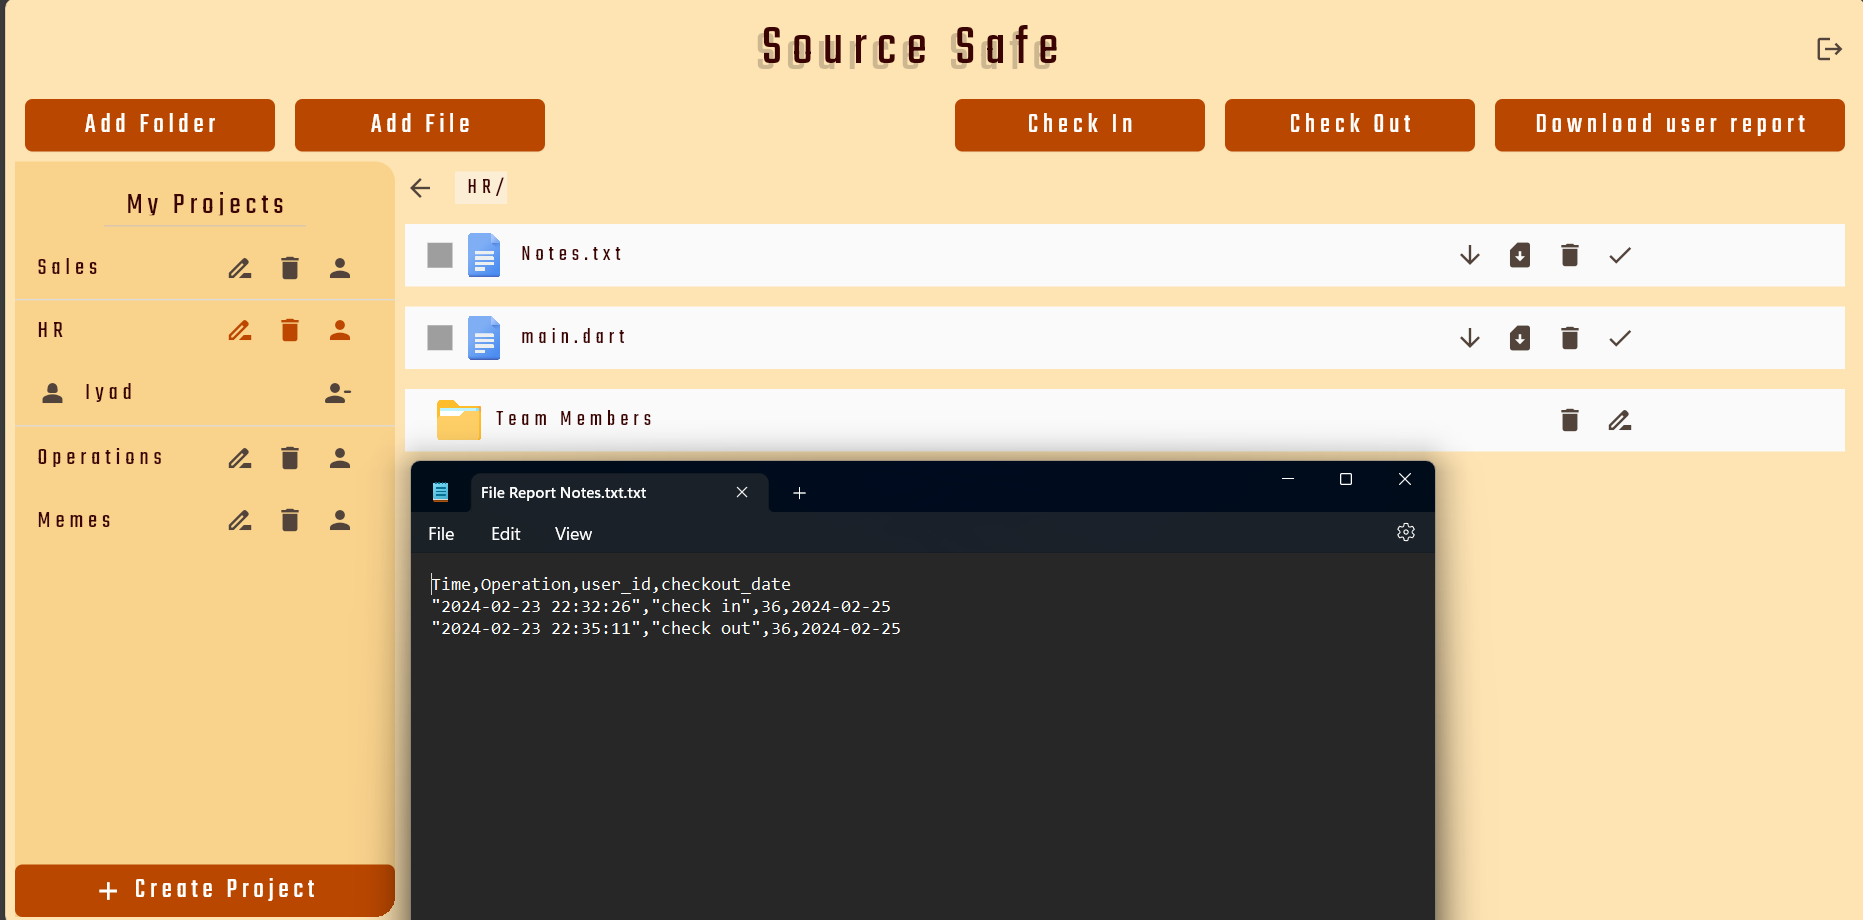 Source Safe
Add Folder
Add File
Check In
Check Out
Download user report
My Projects
Sales
HR
Iyad
Operations
Memes
Create Project
HR/
Notes.txt
main.dart
Team Members
File Report Notes.txt.txt
File Edit View
Time,Operation,user_id,checkout_date
"2024-02-23 22:32:26","check in",36,2024-02-25
"2024-02-23 22:35:11","check out",36,2024-02-25